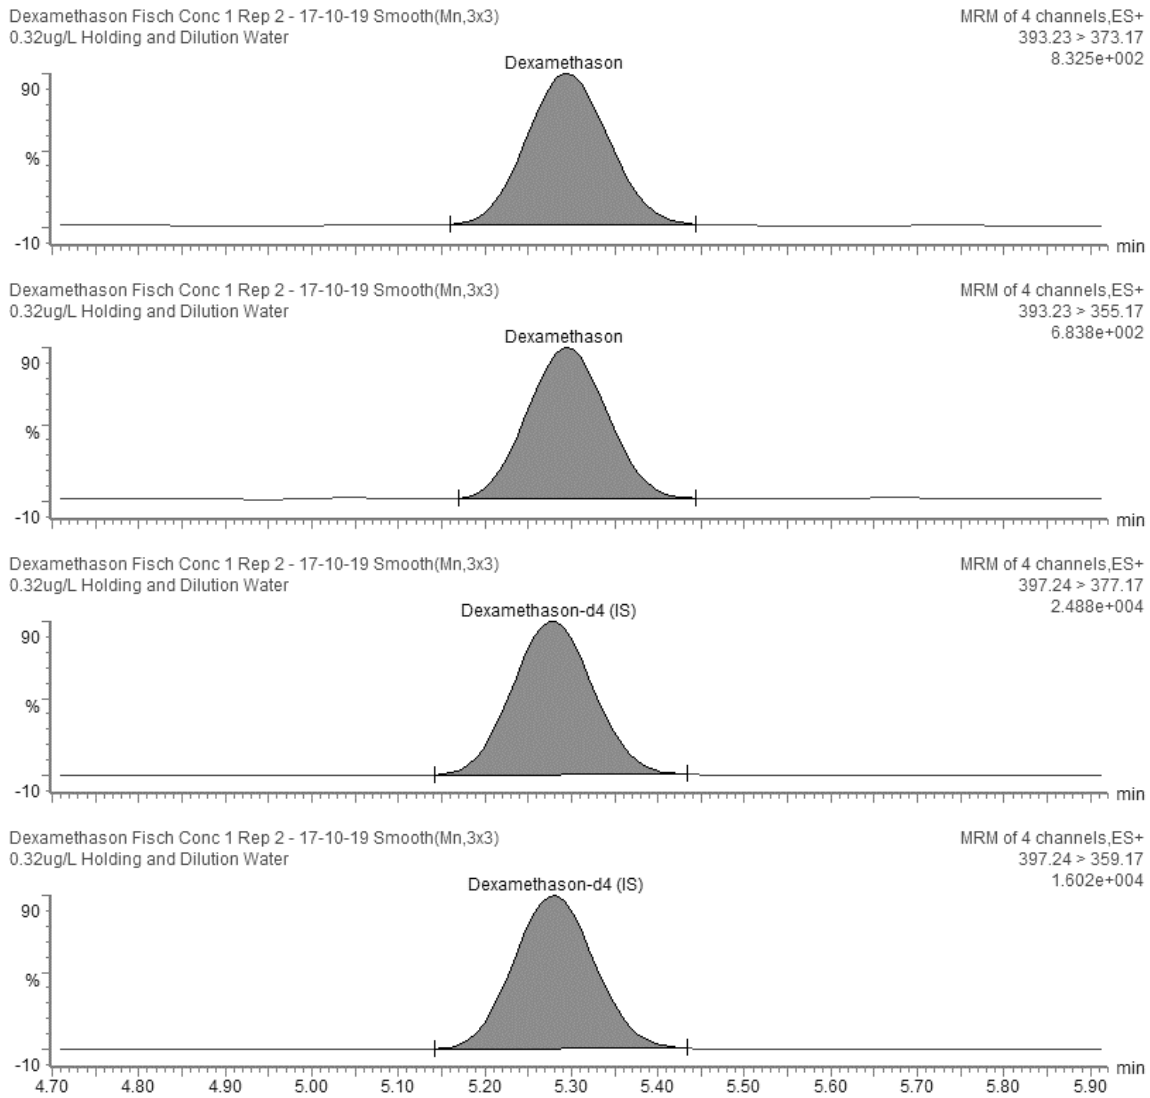 Dexamethason Fisch Conc 1 Rep 2 - 17-10-19 Smooth(Mn,3x3)
MRM of 4 channels,ES+
0.32ug/L Holding and Dilution Water
393.23 > 373.17
8.325e+002
Dexamethason
90
%
-10
min
Dexamethason Fisch Conc 1 Rep 2 - 17-10-19 Smooth(Mn,3x3)
MRM of 4 channels,ES+
0.32ug/L Holding and Dilution Water
393.23 > 355.17
6.838e+002
Dexamethason
90
%
-10
min
Dexamethason Fisch Conc 1 Rep 2 - 17-10-19 Smooth(Mn,3x3)
MRM of 4 channels,ES+
0.32ug/L Holding and Dilution Water
397.24 > 377.17
2.488e+004
Dexamethason-d4 (IS)
90
%
-10
min
Dexamethason Fisch Conc 1 Rep 2 - 17-10-19 Smooth(Mn,3x3)
MRM of 4 channels,ES+
0.32ug/L Holding and Dilution Water
397.24 > 359.17
1.602e+004
Dexamethason-d4 (IS)
90
%
-10
min
4.70 4.80 4.90 5.00 5.10 5.20 5.30 5.40 5.50 5.60 5.70 5.80 5.90